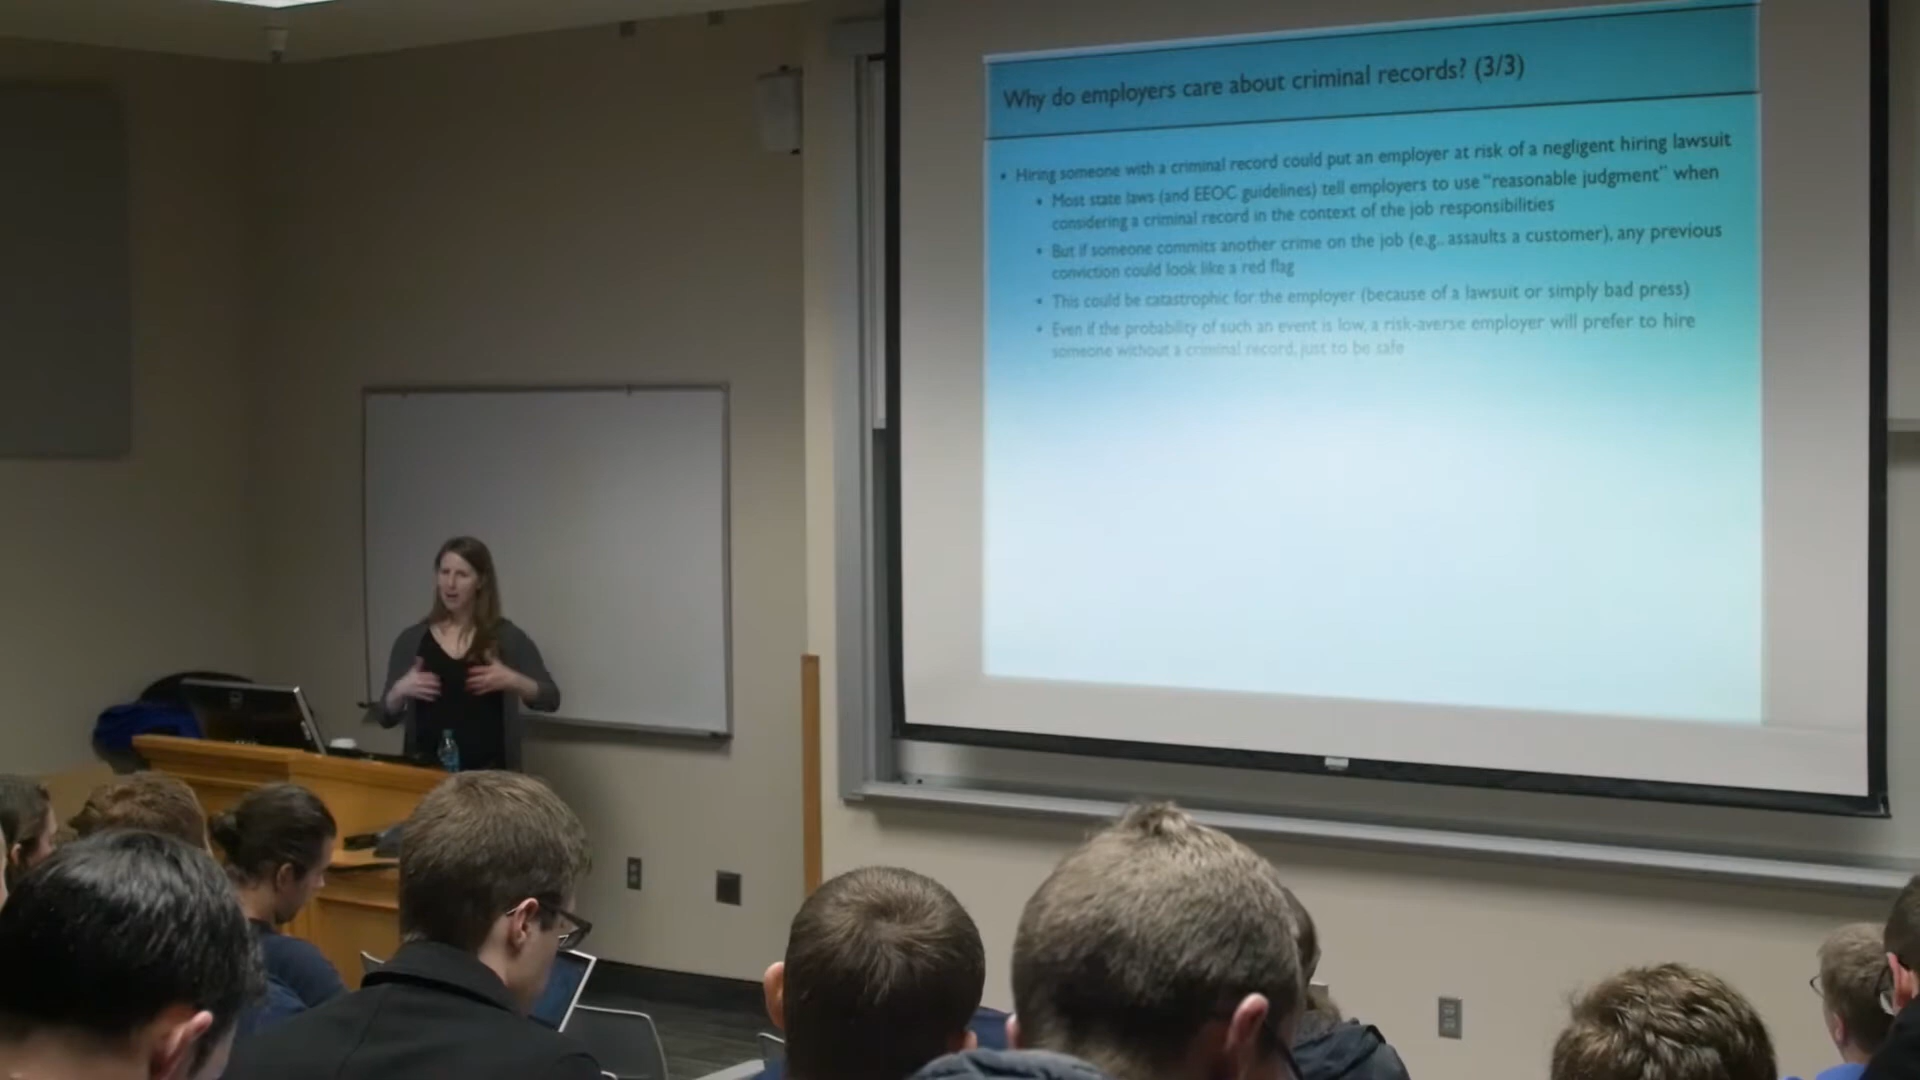 Why do employers care about criminal records? (3/3)
• Hiring someone with a criminal record could put an employer at risk of a negligent hiring lawsuit
• Most state laws (and EEOC guidelines) tell employers to use "reasonable judgment" when
considering a criminal record in the context of the job responsibilities
• But if someone commits another crime on the job (e.g., assaults a customer), any previous
conviction could look like a red flag
• This could be catastrophic for the employer (because of a lawsuit or simply bad press)
• Even if the probability of such an event is low, a risk-averse employer will prefer to hire
someone without a criminal record, just to be safe